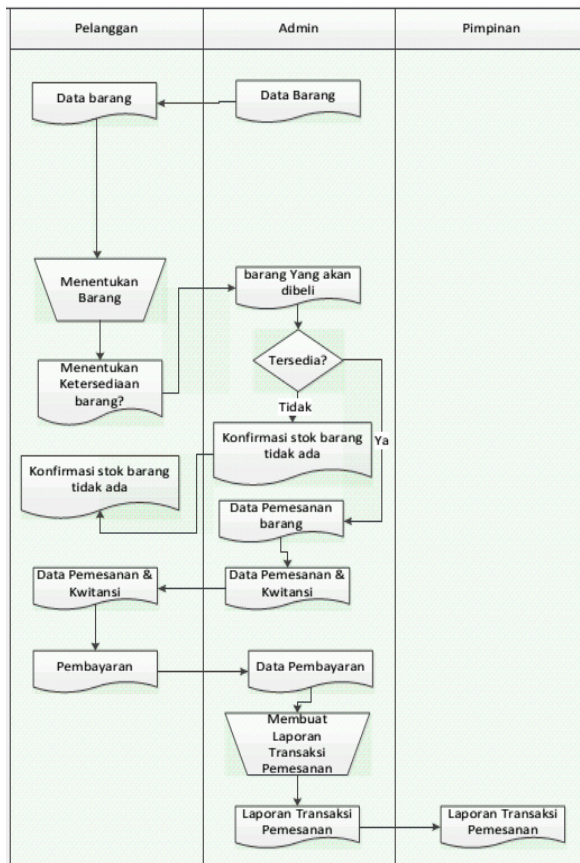 Pelanggan
Admin
Pimpinan
Data barang
Data Barang
Menentukan
Barang
barang Yang akan
dibeli
Menentukan
Ketersediaan
barang?
Tersedia?
Tidak
Ya
Konfirmasi stok barang
tidak ada
Konfirmasi stok barang
tidak ada
Data Pemesanan
barang
Data Pemesanan &
Kwitansi
Data Pemesanan &
Kwitansi
Pembayaran
Data Pembayaran
Membuat
Laporan
Transaksi
Pemesanan
Laporan Transaksi
Pemesanan
Laporan Transaksi
Pemesanan